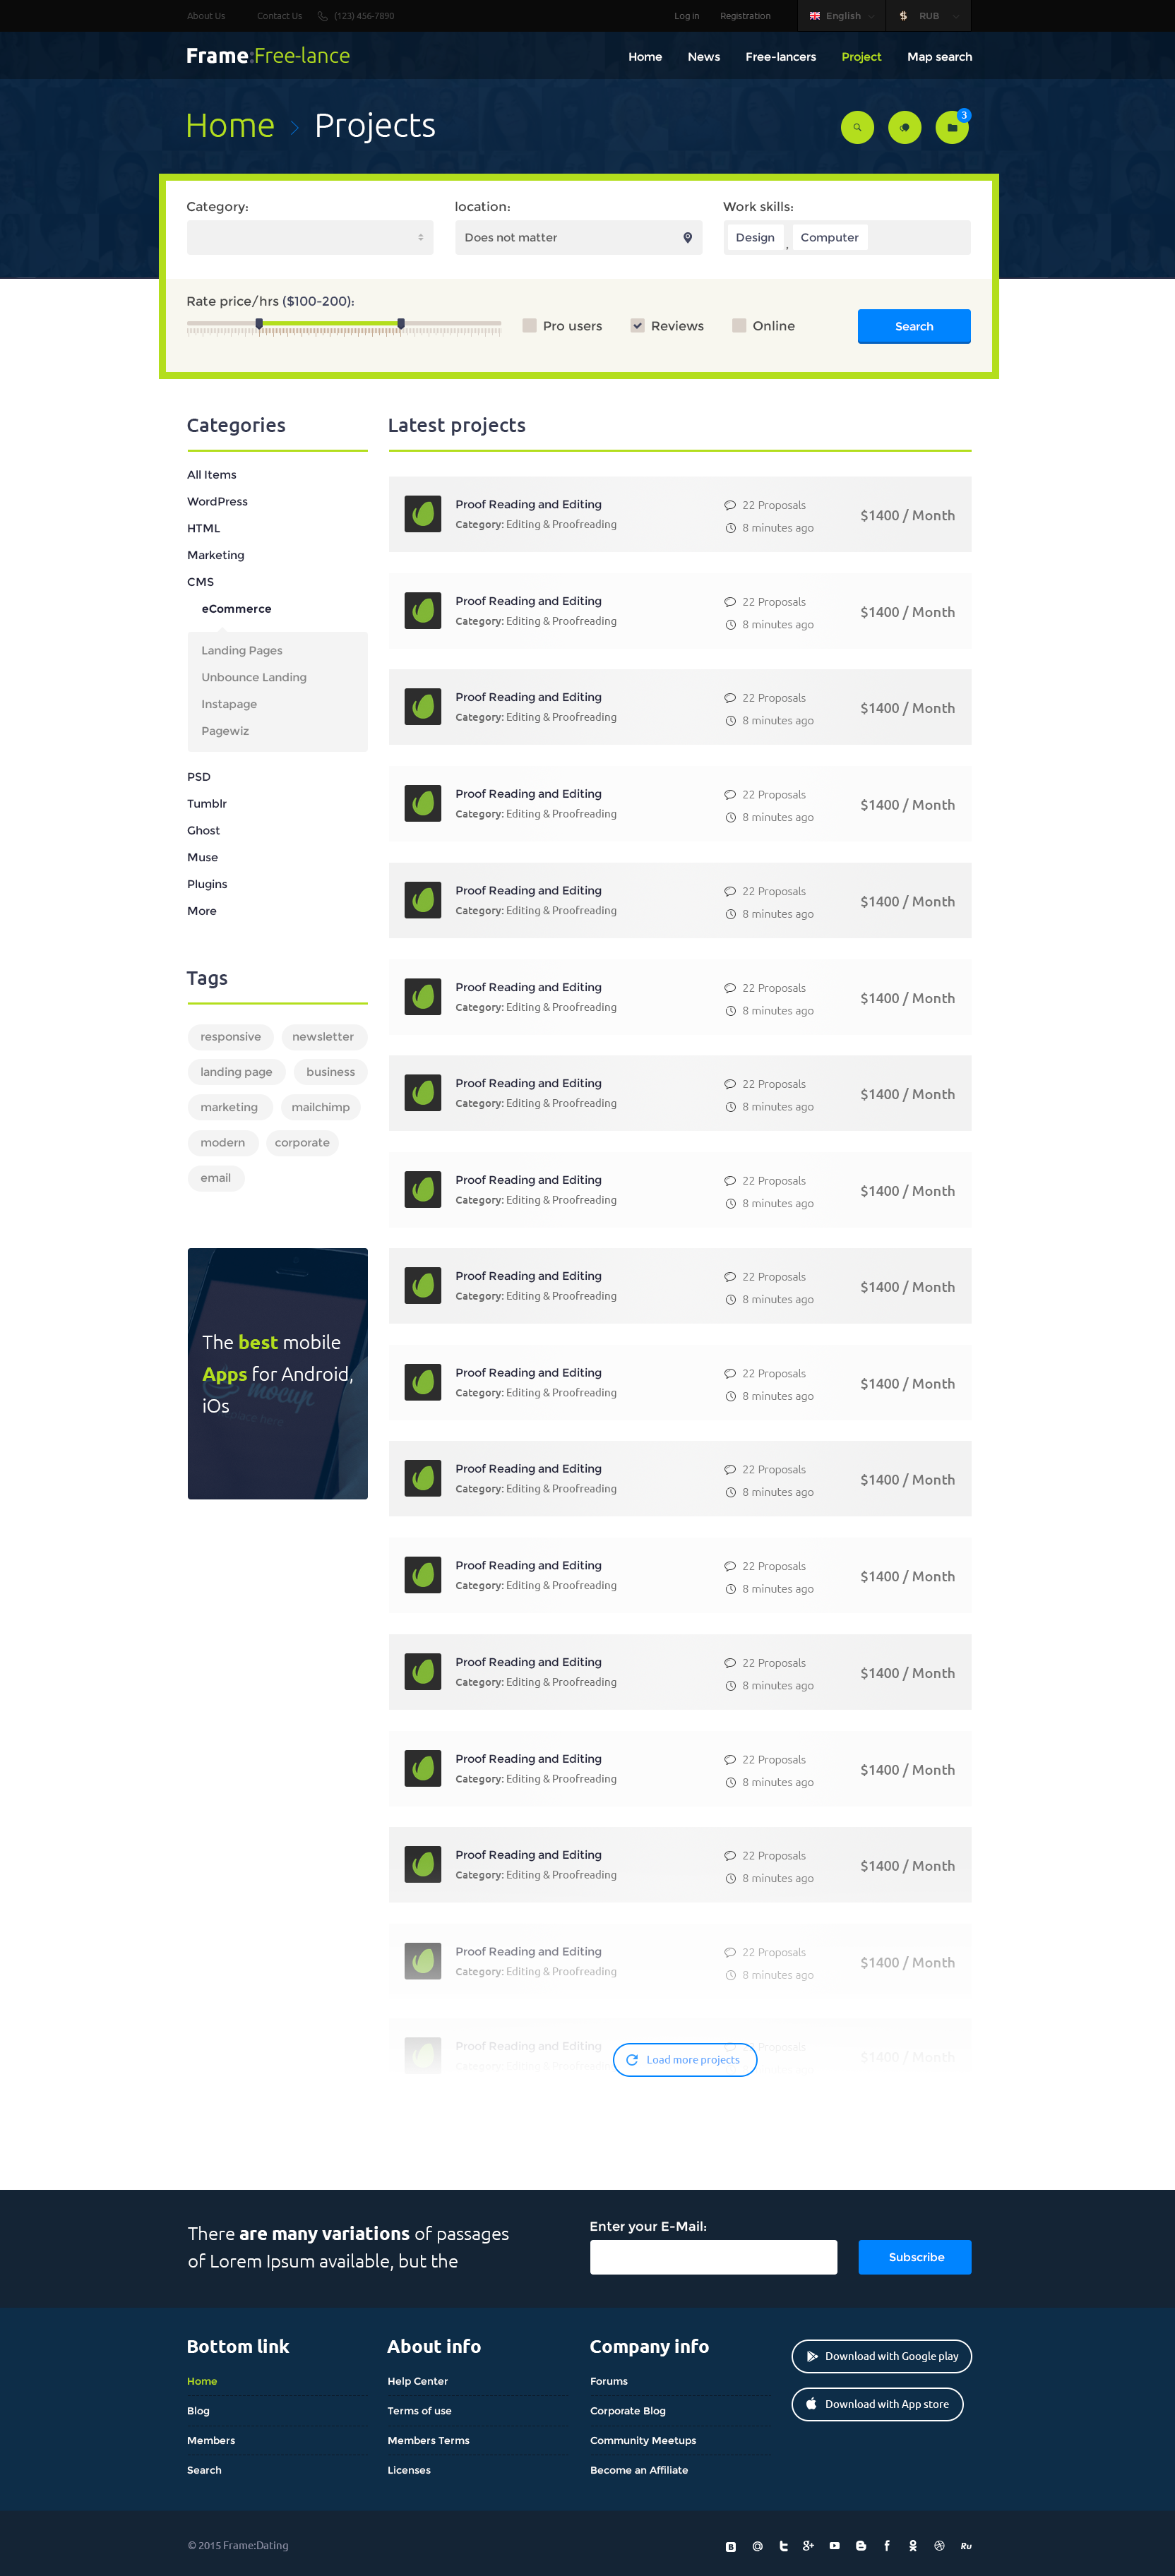 About Us Contact Us (123) 456-7890 Log in Registration English RUB
Frame:Free-lance Home News Free-lancers Project Map search
Home Projects 3
Category: location: Work skills:
Does not matter Design , Computer
Rate price/hrs ($100-200):
Pro users Reviews Online Search
Categories
All Items
WordPress
HTML
Marketing
CMS
eCommerce
Landing Pages
Unbounce Landing
Instapage
Pagewiz
PSD
Tumblr
Ghost
Muse
Plugins
More
Tags
responsive newsletter
landing page business
marketing mailchimp
modern corporate
email
The best mobile
Apps for Android,
iOs
mocup
Latest projects
Proof Reading and Editing 22 Proposals $1400 / Month
Category: Editing & Proofreading 8 minutes ago
Proof Reading and Editing 22 Proposals $1400 / Month
Category: Editing & Proofreading 8 minutes ago
Proof Reading and Editing 22 Proposals $1400 / Month
Category: Editing & Proofreading 8 minutes ago
Proof Reading and Editing 22 Proposals $1400 / Month
Category: Editing & Proofreading 8 minutes ago
Proof Reading and Editing 22 Proposals $1400 / Month
Category: Editing & Proofreading 8 minutes ago
Proof Reading and Editing 22 Proposals $1400 / Month
Category: Editing & Proofreading 8 minutes ago
Proof Reading and Editing 22 Proposals $1400 / Month
Category: Editing & Proofreading 8 minutes ago
Proof Reading and Editing 22 Proposals $1400 / Month
Category: Editing & Proofreading 8 minutes ago
Proof Reading and Editing 22 Proposals $1400 / Month
Category: Editing & Proofreading 8 minutes ago
Proof Reading and Editing 22 Proposals $1400 / Month
Category: Editing & Proofreading 8 minutes ago
Proof Reading and Editing 22 Proposals $1400 / Month
Category: Editing & Proofreading 8 minutes ago
Proof Reading and Editing 22 Proposals $1400 / Month
Category: Editing & Proofreading 8 minutes ago
Proof Reading and Editing 22 Proposals $1400 / Month
Category: Editing & Proofreading 8 minutes ago
Proof Reading and Editing 22 Proposals $1400 / Month
Category: Editing & Proofreading 8 minutes ago
Proof Reading and Editing 22 Proposals $1400 / Month
Category: Editing & Proofreading 8 minutes ago
Proof Reading and Editing 22 Proposals $1400 / Month
Category: Editing & Proofreading 8 minutes ago
Proof Reading and Editing Proposals $1400 / Month
Load more projects
There are many variations of passages
of Lorem Ipsum available, but the
Enter your E-Mail:
Subscribe
Bottom link
Home
Blog
Members
Search
About info
Help Center
Terms of use
Members Terms
Licenses
Company info
Forums
Corporate Blog
Community Meetups
Become an Affiliate
Download with Google play
Download with App store
© 2015 Frame:Dating
Ru